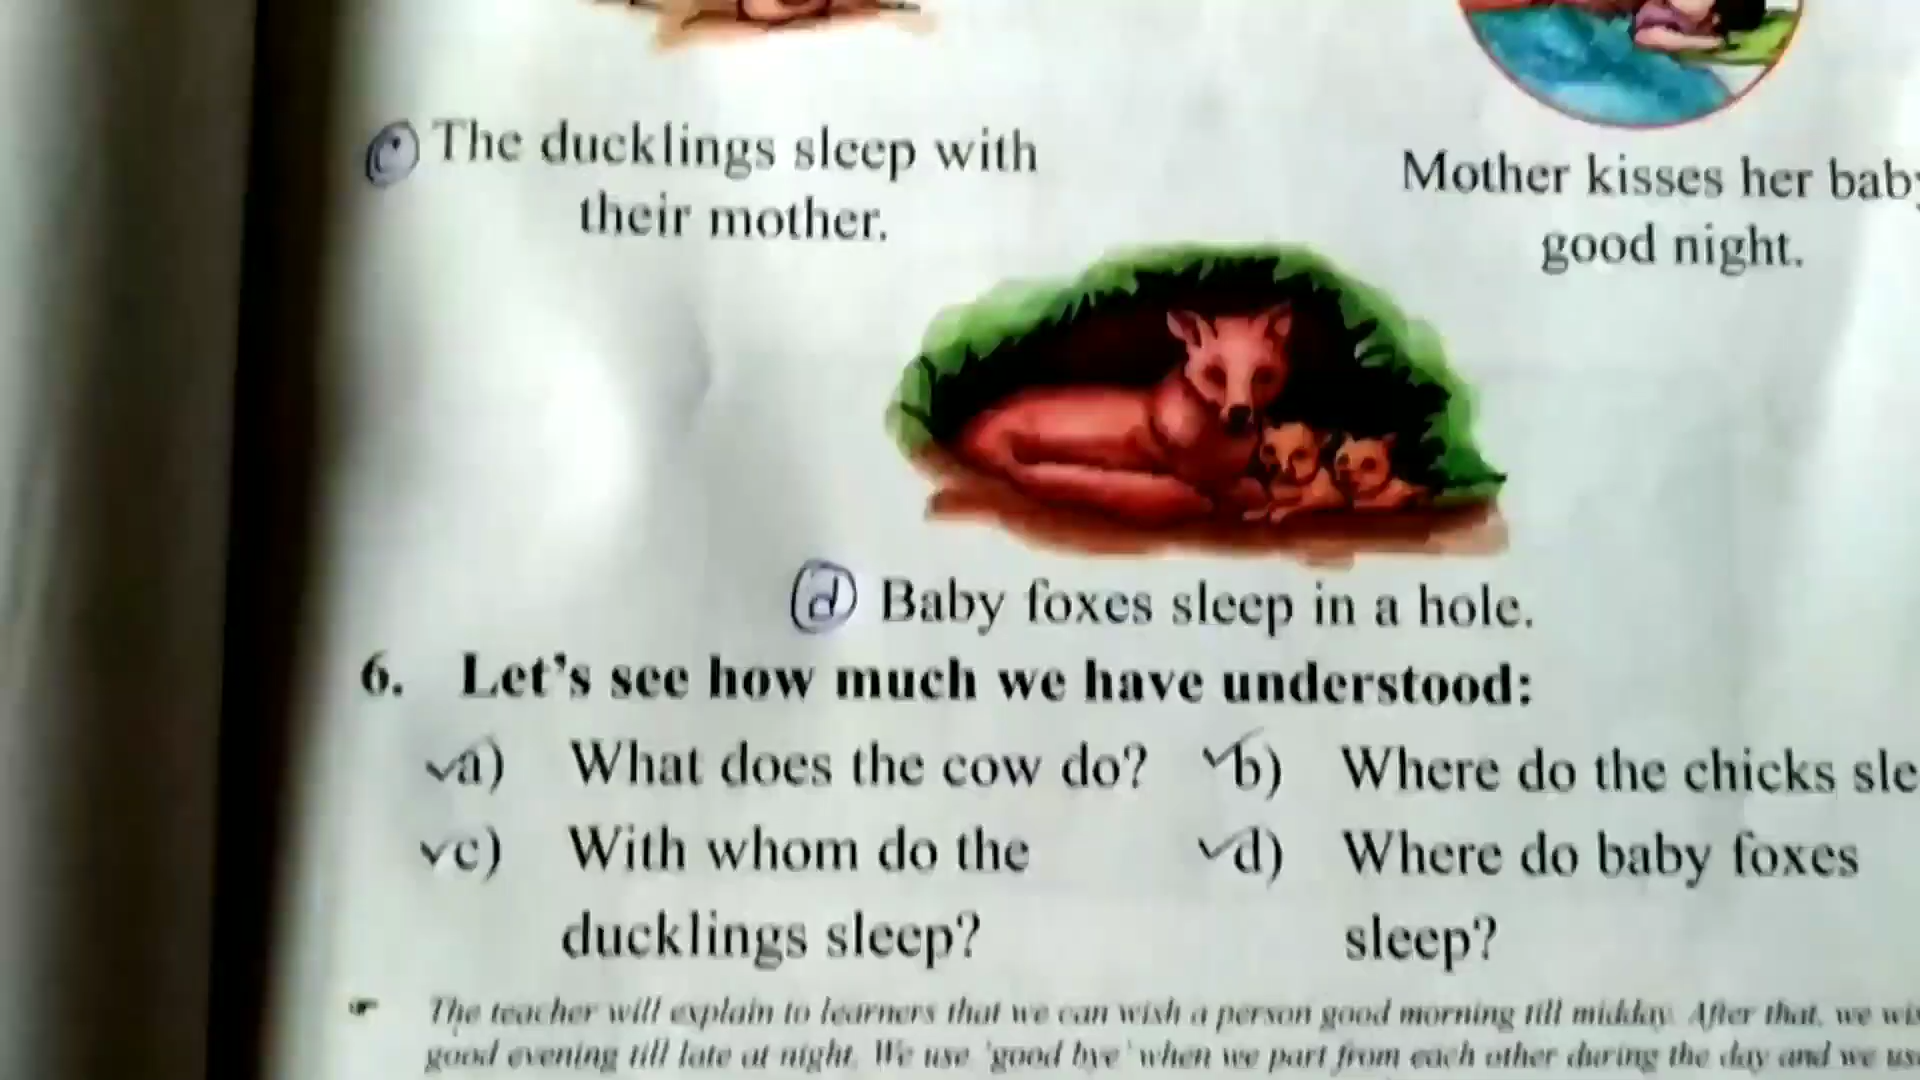 (c) The ducklings sleep with
their mother.
Mother kisses her baby
good night.
(d) Baby foxes sleep in a hole.
6. Let's see how much we have understood:
a) What does the cow do? b) Where do the chicks sle
c) With whom do the d) Where do baby foxes
ducklings sleep? sleep?
The teacher will explain to learners that we can wish a person good morning till midday. After that, we wis
good evening till late at night. We use 'good bye' when we part from each other during the day and we use